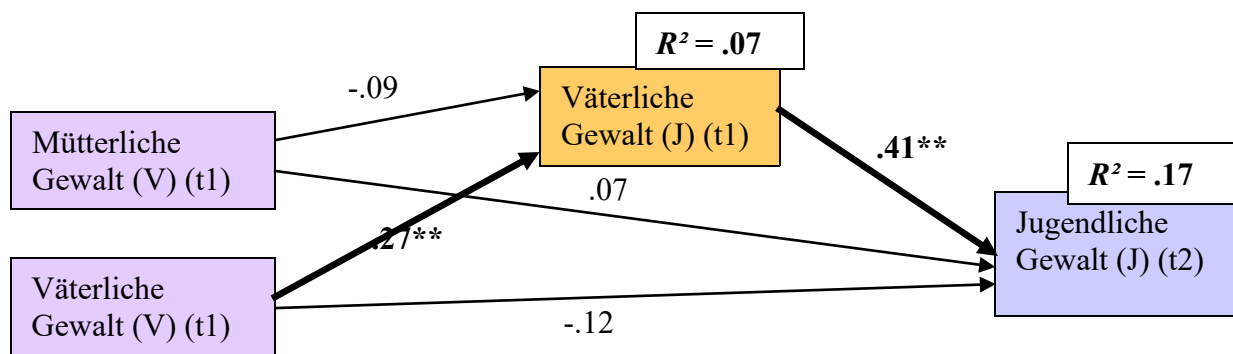 R² = .07
-.09
Väterliche
Gewalt (J) (t1)
Mütterliche
Gewalt (V) (t1)
.41**
R² = .17
.07
Jugendliche
Gewalt (J) (t2)
.27**
Väterliche
Gewalt (V) (t1)
-.12